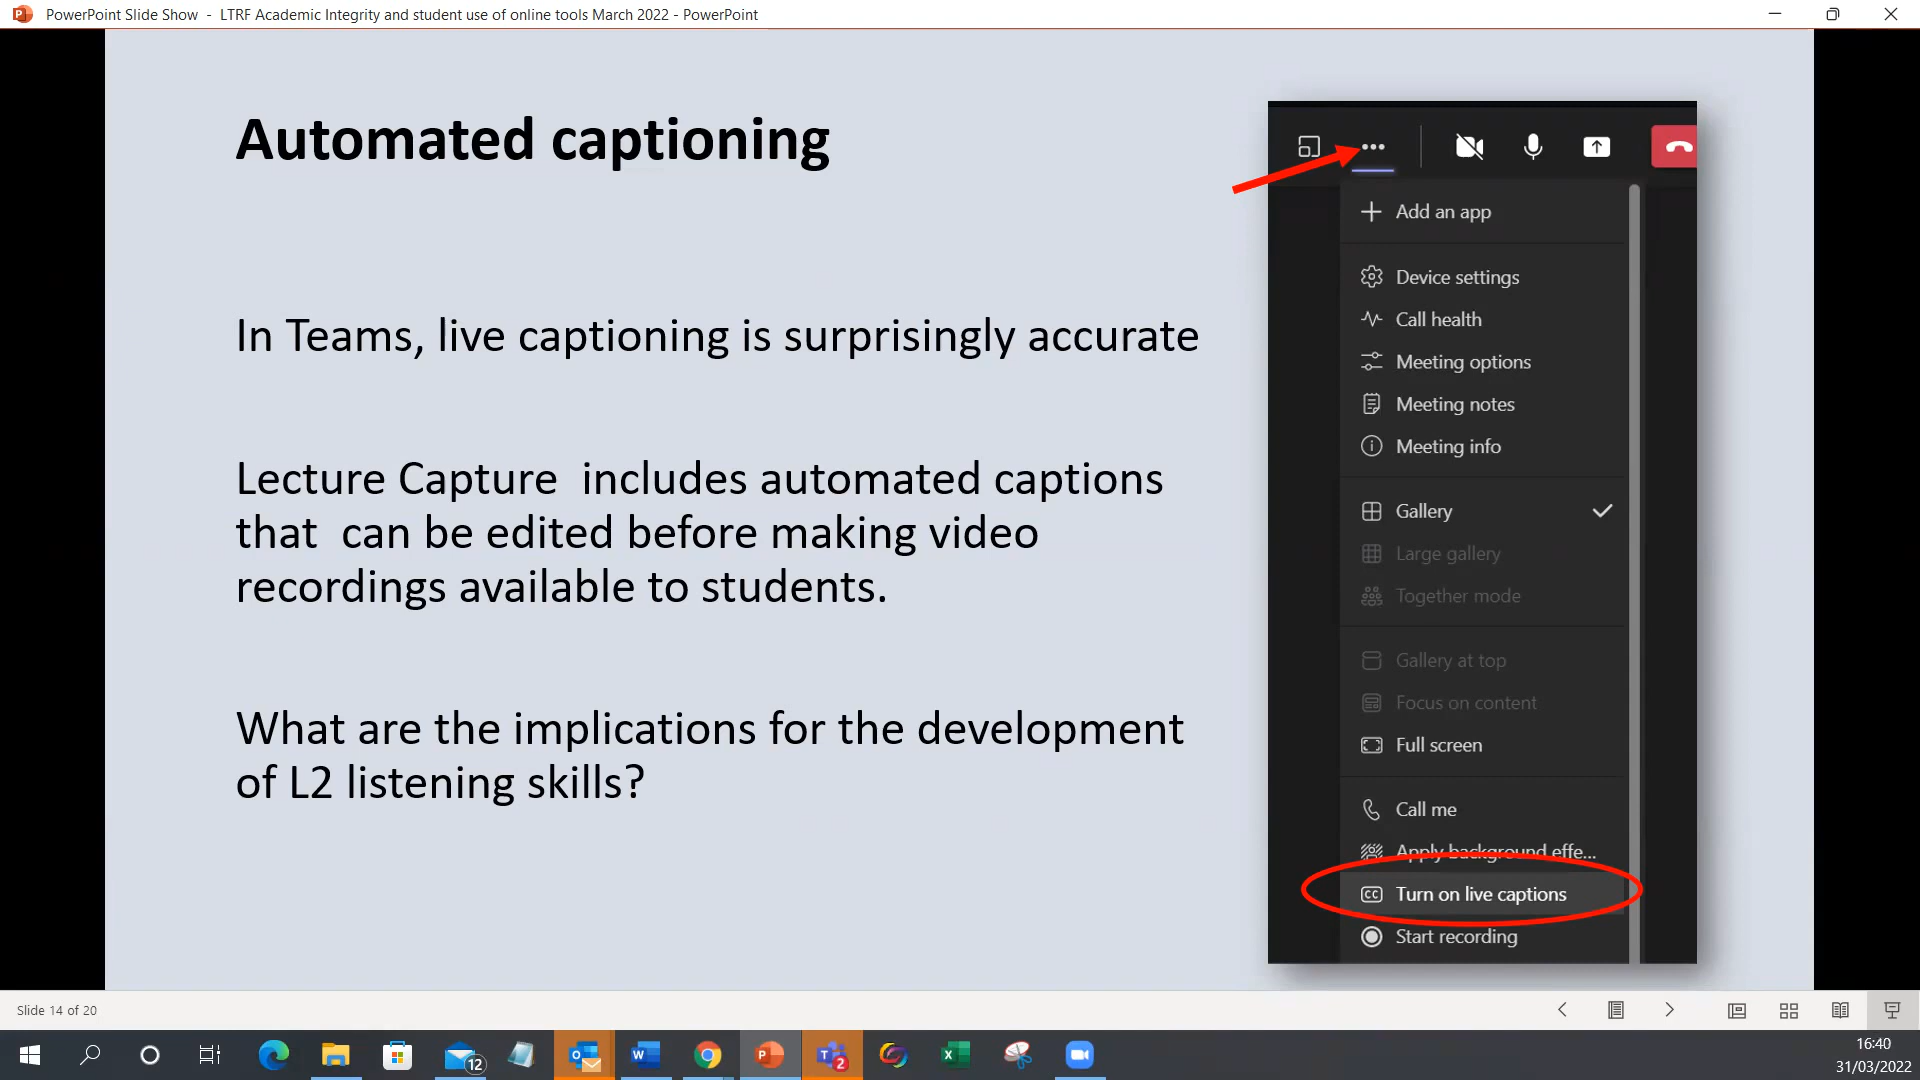 PowerPoint Slide Show - LTRF Academic Integrity and student use of online tools March 2022 - PowerPoint
Automated captioning
In Teams, live captioning is surprisingly accurate
Lecture Capture  includes automated captions
that  can be edited before making video
recordings available to students.
What are the implications for the development
of L2 listening skills?
Add an app
Device settings
Call health
Meeting options
Meeting notes
Meeting info
Gallery
Large gallery
Together mode
Gallery at top
Focus on content
Full screen
Call me
Apply background effe...
CC Turn on live captions
Start recording
Slide 14 of 20
12
2
16:40
31/03/2022